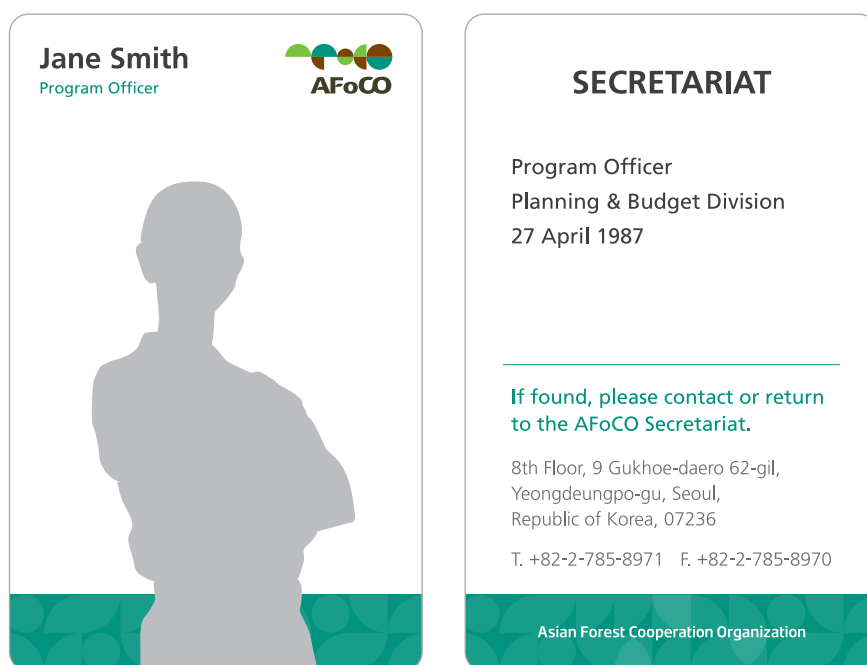 Jane Smith
Program Officer
AFoCO
SECRETARIAT
Program Officer
Planning & Budget Division
27 April 1987
If found, please contact or return
to the AFoCO Secretariat.
8th Floor, 9 Gukhoe-daero 62-gil,
Yeongdeungpo-gu, Seoul,
Republic of Korea, 07236
T. +82-2-785-8971 F. +82-2-785-8970
Asian Forest Cooperation Organization